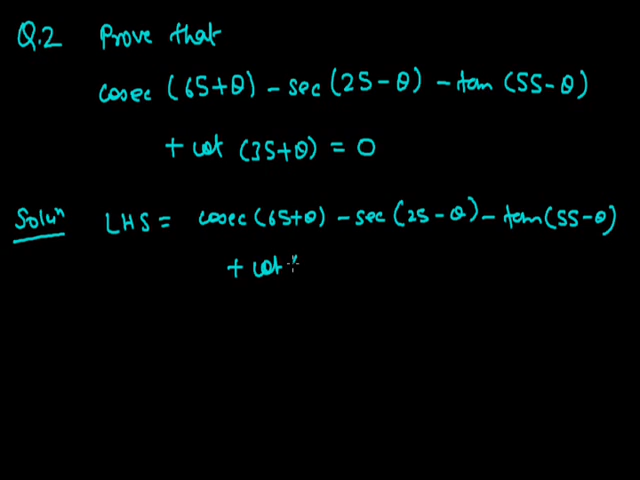 Q.2 Prove that
cosec (65+θ) - sec (25 - θ) - tan (55 - θ)
+ cot (35+θ) = 0
Soluⁿ LHS = cosec (65+θ) - sec (25 - θ) - tan (55 - θ)
+ cot